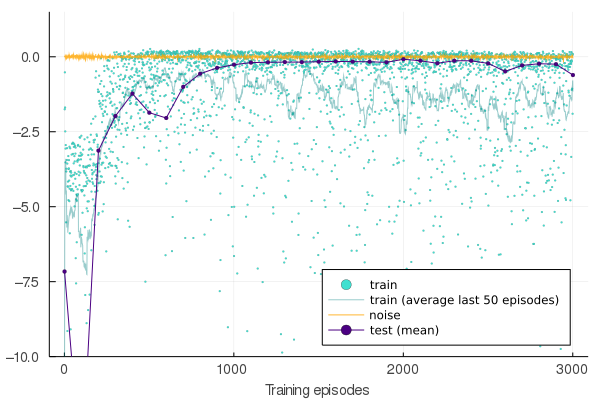 0.0
−2.5
−5.0
−7.5
−10.0
train
train (average last 50 episodes)
noise
test (mean)
0 1000 2000 3000
Training episodes